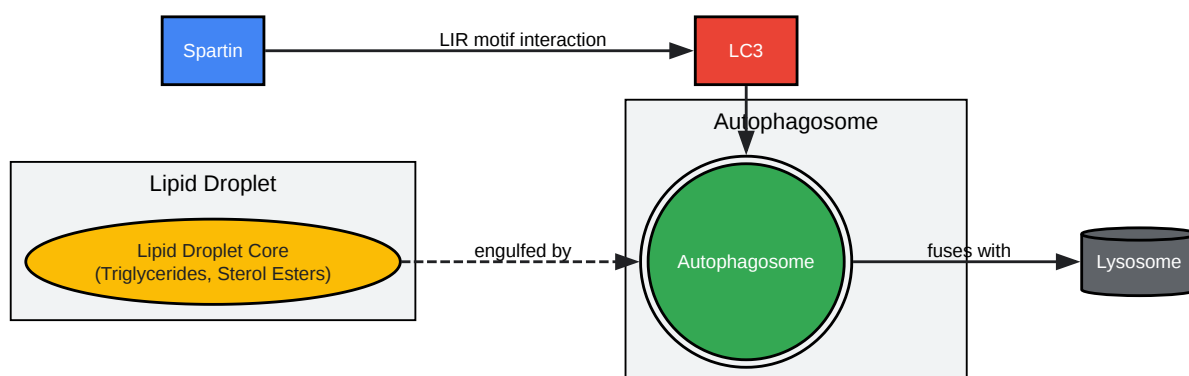 Spartin
LIR motif interaction
LC3
Autophagosome
Lipid Droplet
Lipid Droplet Core
(Triglycerides, Sterol Esters)
engulfed by
Autophagosome
fuses with
Lysosome